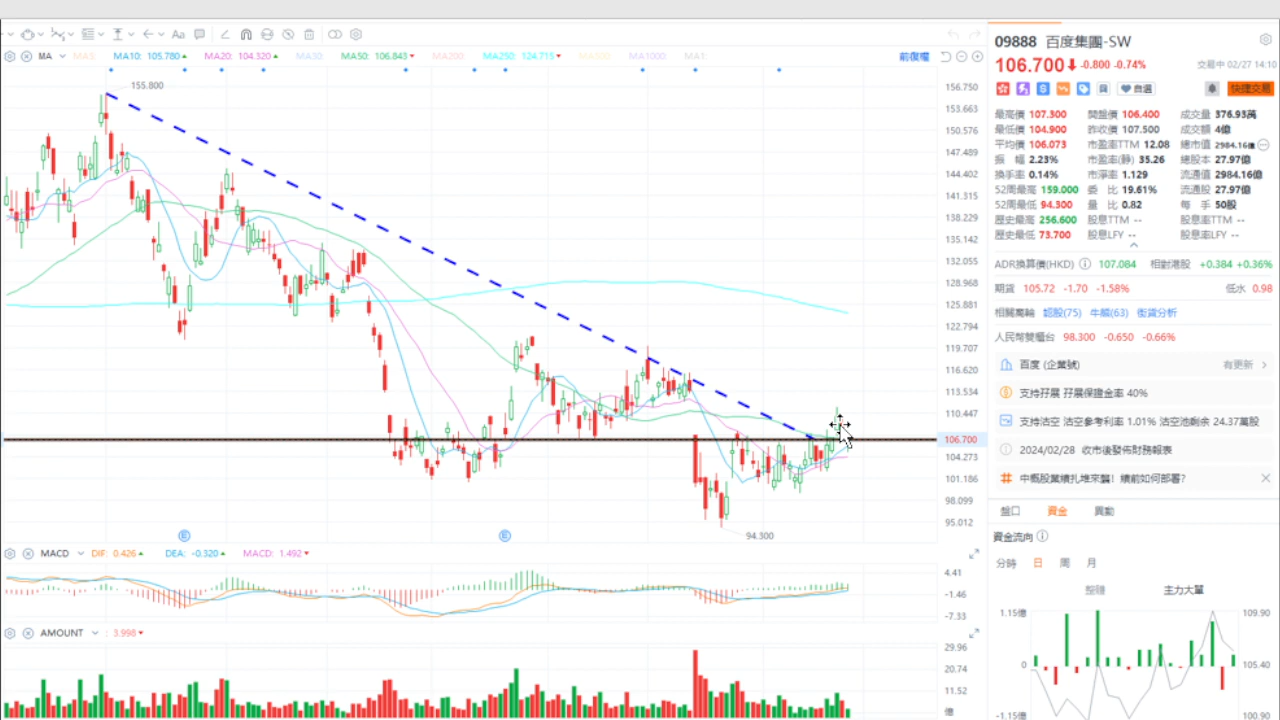 Aa
MA MA5: MA10: 105.780 MA20: 104.320 MA30: MA50: 106.843 MA200: MA250: 124.715 MA500: MA1000: MA1: 前復權
155.800
94.300
156.750
153.663
150.576
147.489
144.402
141.315
138.229
135.142
132.055
128.968
125.881
122.794
119.707
116.620
113.534
110.447
106.700
104.273
101.186
98.099
95.012
MACD DIF: 0.426 DEA: -0.320 MACD: 1.492
4.41
-1.46
-7.33
AMOUNT : 3.998
29.96
20.74
11.52
億
09888 百度集團-SW
106.700 -0.800 -0.74% 交易中 02/27 14:10
自選 快捷交易
最高價 107.300 開盤價 106.400 成交量 376.93萬
最低價 104.900 昨收價 107.500 成交額 4億
平均價 106.073 市盈率TTM 12.08 總市值 2984.16億
振 幅 2.23% 市盈率(靜) 35.26 總股本 27.97億
換手率 0.14% 市淨率 1.129 流通值 2984.16億
52周最高 159.000 委 比 19.61% 流通股 27.97億
52周最低 94.300 量 比 0.82 每 手 50股
歷史最高 256.600 股息TTM -- 股息率TTM --
歷史最低 73.700 股息LFY -- 股息率LFY --
ADR換算價(HKD) 107.084 相對港股 +0.384 +0.36%
期貨 105.72 -1.70 -1.58% 低水 0.98
相關窩輪 認股(75) 牛熊(63) 街貨分析
人民幣雙櫃台 98.300 -0.650 -0.66%
百度 (企業號) 有更新
支持孖展 孖展保證金率 40%
支持沽空 沽空參考利率 1.01% 沽空池剩余 24.37萬股
2024/02/28 收市後發佈財務報表
中概股業績扎堆來襲！績前如何部署?
盤口 資金 異動
資金流向
分時 日 周 月
整體 主力大單
1.15億
0
-1.15億
109.90
105.40
100.90